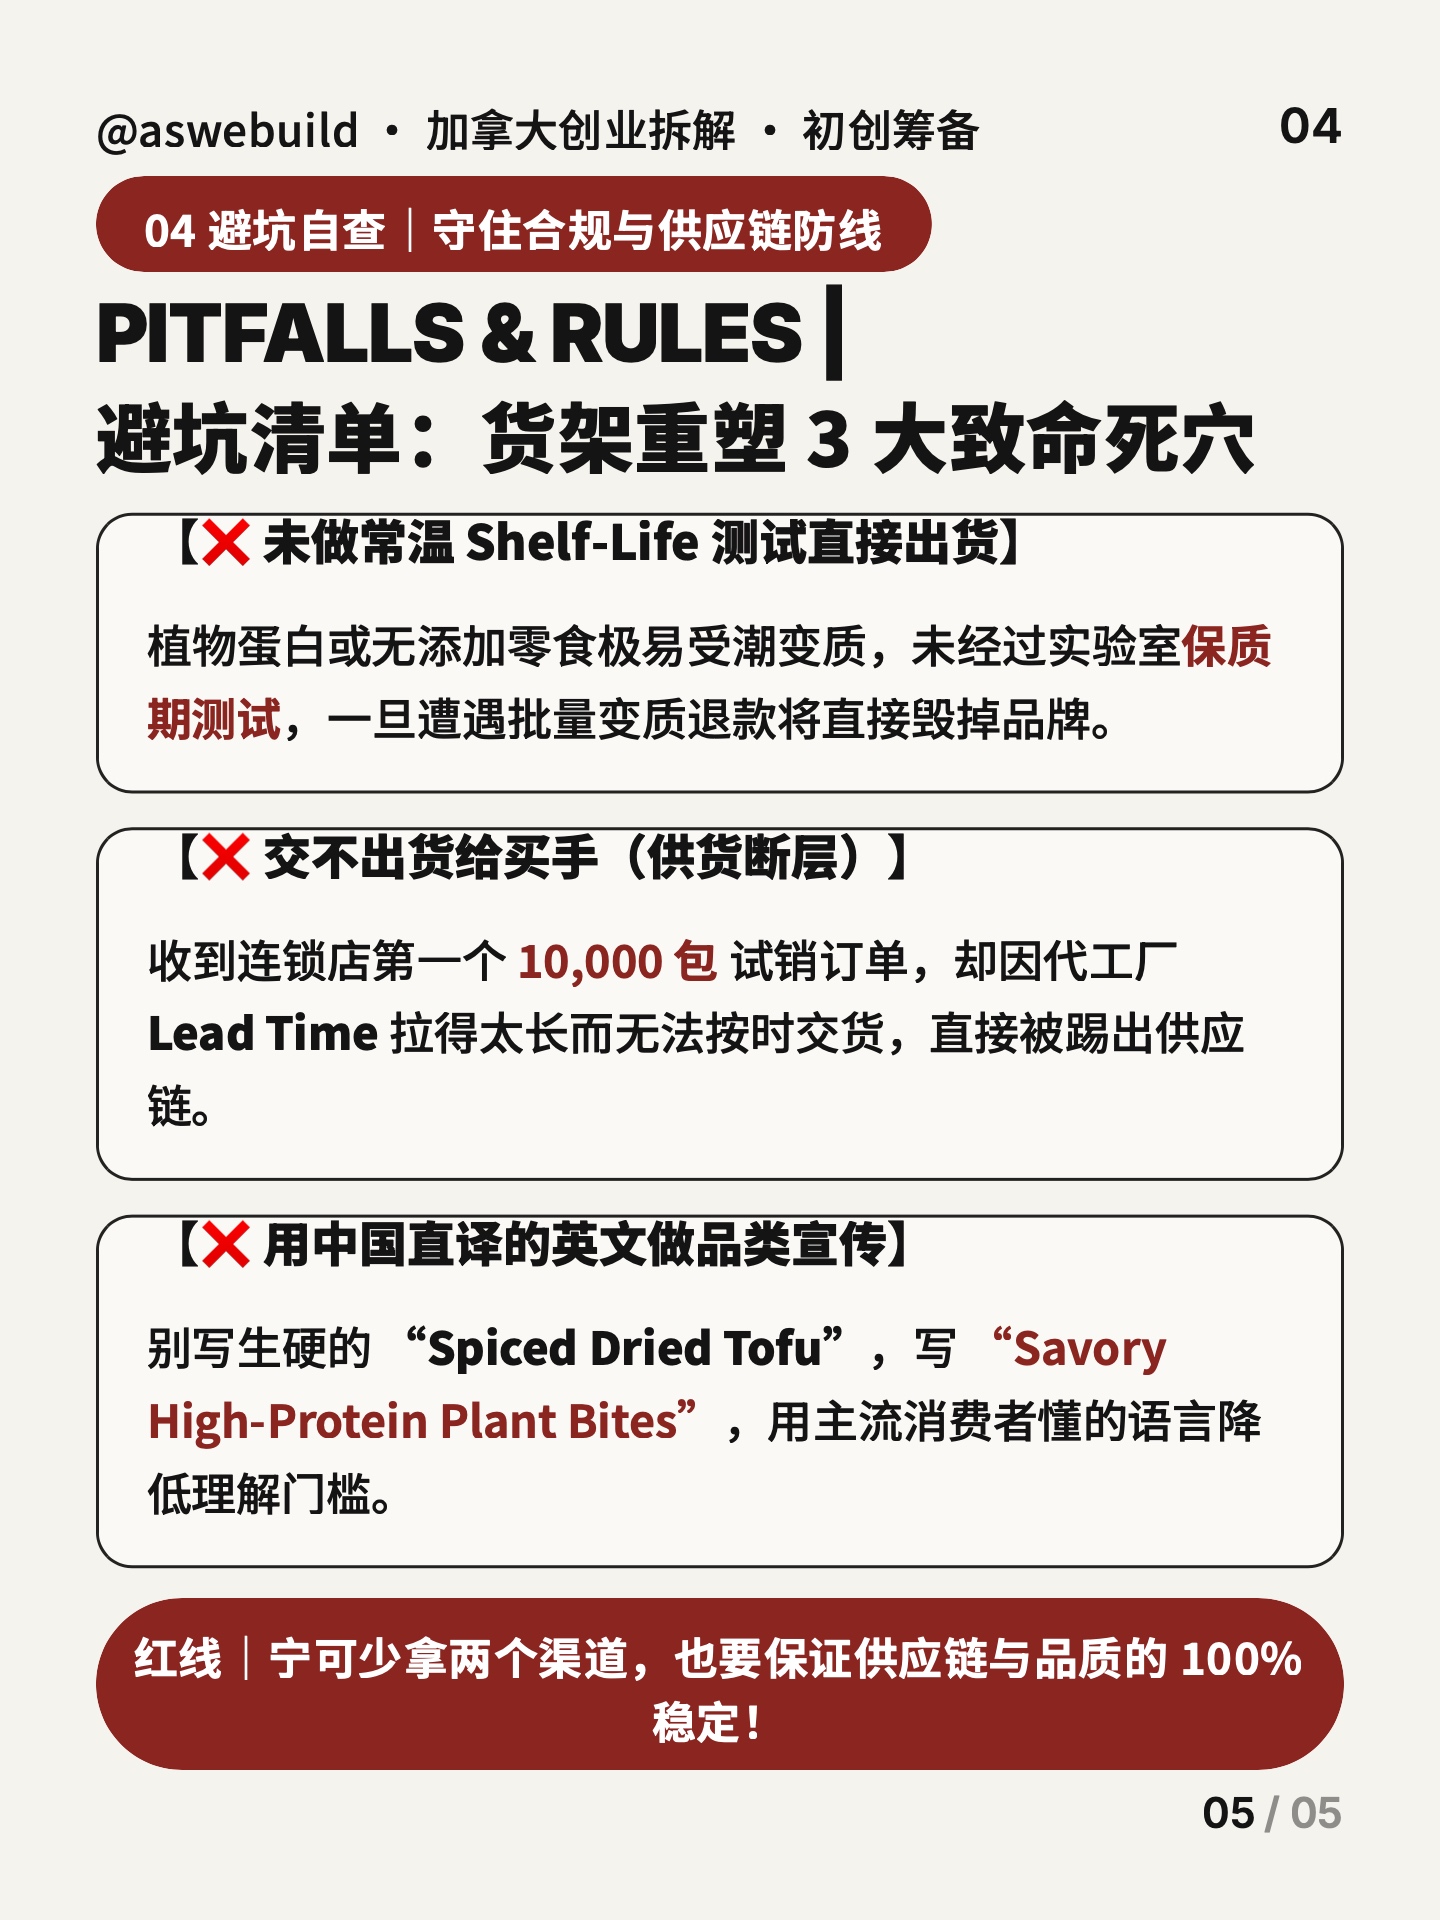 @aswebuild · 加拿大创业拆解 · 初创筹备
04
04 避坑自查｜守住合规与供应链防线
PITFALLS & RULES |
避坑清单：货架重塑 3 大致命死穴
【❌ 未做常温 Shelf-Life 测试直接出货】
植物蛋白或无添加零食极易受潮变质，未经过实验室保质
期测试，一旦遭遇批量变质退款将直接毁掉品牌。
【❌ 交不出货给买手（供货断层）】
收到连锁店第一个 10,000 包 试销订单，却因代工厂
Lead Time 拉得太长而无法按时交货，直接被踢出供应
链。
【❌ 用中国直译的英文做品类宣传】
别写生硬的 “Spiced Dried Tofu”，写 “Savory
High-Protein Plant Bites”，用主流消费者懂的语言降
低理解门槛。
红线｜宁可少拿两个渠道，也要保证供应链与品质的 100%
稳定！
05 / 05